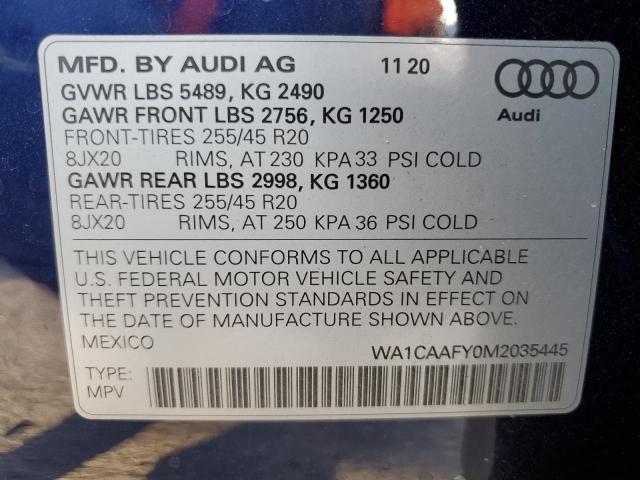 MFD. BY AUDI AG 11 20
GVWR LBS 5489, KG 2490
GAWR FRONT LBS 2756, KG 1250
Audi
FRONT-TIRES 255/45 R20
8JX20 RIMS, AT 230 KPA 33 PSI COLD
GAWR REAR LBS 2998, KG 1360
REAR-TIRES 255/45 R20
8JX20 RIMS, AT 250 KPA 36 PSI COLD
THIS VEHICLE CONFORMS TO ALL APPLICABLE
U.S. FEDERAL MOTOR VEHICLE SAFETY AND
THEFT PREVENTION STANDARDS IN EFFECT ON
THE DATE OF MANUFACTURE SHOWN ABOVE.
MEXICO WA1CAAFY0M2035445
TYPE:
MPV